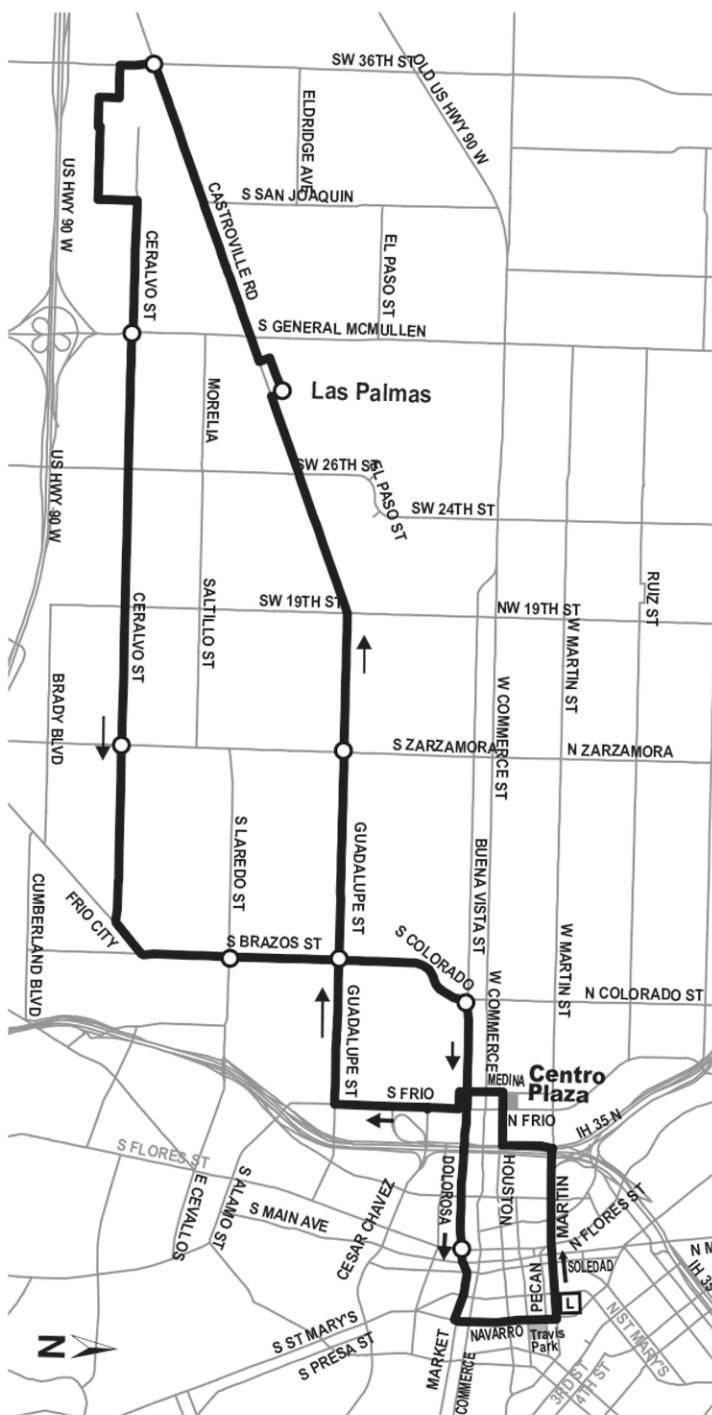 SW 36TH ST
OLD US HWY 90 W
ELDRIDGE AVE
US HWY 90 W
S SAN JOAQUIN
CASTROVILLE RD
CERALVO ST
EL PASO ST
S GENERAL MCMULLEN
MORELIA
Las Palmas
US HWY 90 W
SW 26TH ST
EL PASO ST
SW 24TH ST
CERALVO ST
SALTILLO ST
SW 19TH ST
NW 19TH ST
RUIZ ST
W MARTIN ST
BRADY BLVD
W COMMERCE ST
S ZARZAMORA
N ZARZAMORA
S LAREDO ST
GUADALUPE ST
BUENA VISTA ST
CUMBERLAND BLVD
FRIO CITY
S BRAZOS ST
S COLORADO
W MARTIN ST
W COMMERCE
N COLORADO ST
GUADALUPE ST
MEDINA
Centro
Plaza
S FRIO
N FRIO
IH 35 N
S FLORES ST
E CEVALLOS
S ALAMO ST
S MAIN AVE
CESAR CHAVEZ
DOLOROSA
HOUSTON
MARTIN
N FLORES ST
SOLEDAD
N M
IH 35
PECAN
L
N ST MARY'S
NAVARRO
Travis
Park
S ST MARY'S
S PRESA ST
MARKET
COMMERCE
3RD ST
4TH ST
N